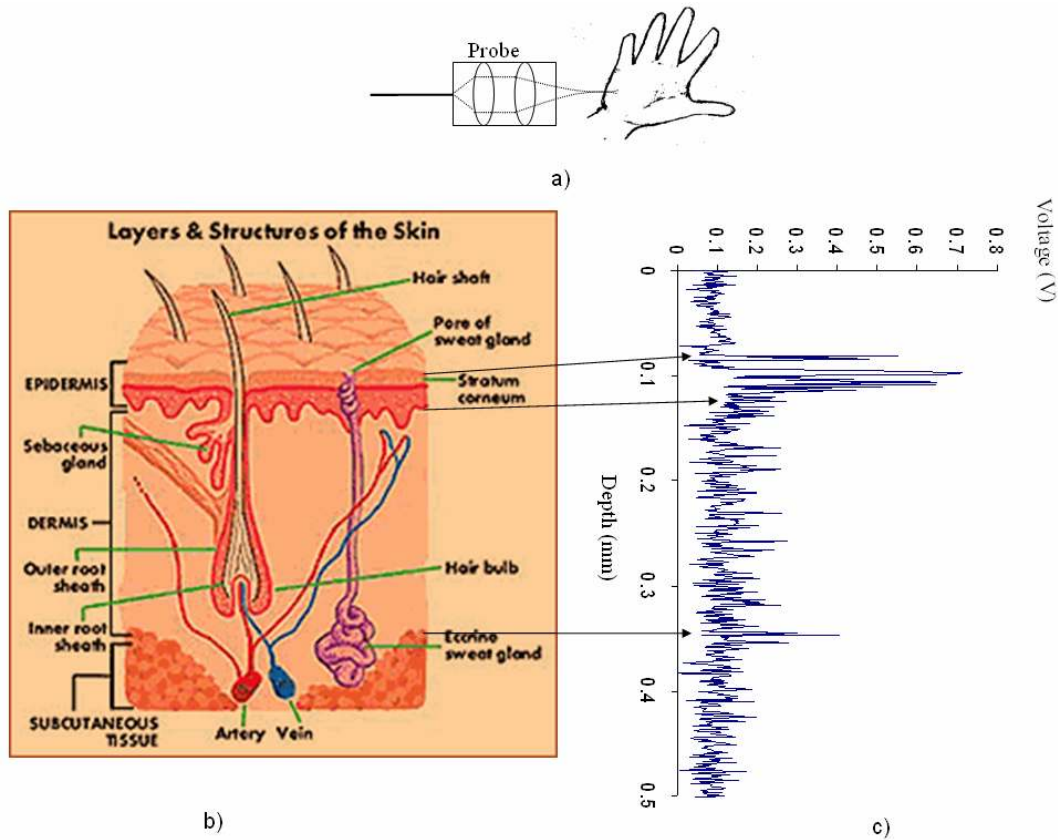 Probe
a)
Layers & Structures of the Skin
Hair shaft
Pore of
sweat gland
Stratum
corneum
EPIDERMIS
Sebaceous
gland
DERMIS
Outer root
sheath
Inner root
sheath
SUBCUTANEOUS
TISSUE
Artery Vein
Hair bulb
Eccrine
sweat gland
b)
Voltage (V)
0 0.1 0.2 0.3 0.4 0.5 0.6 0.7 0.8
0
0.1
0.2
0.3
0.4
0.5
Depth (mm)
c)